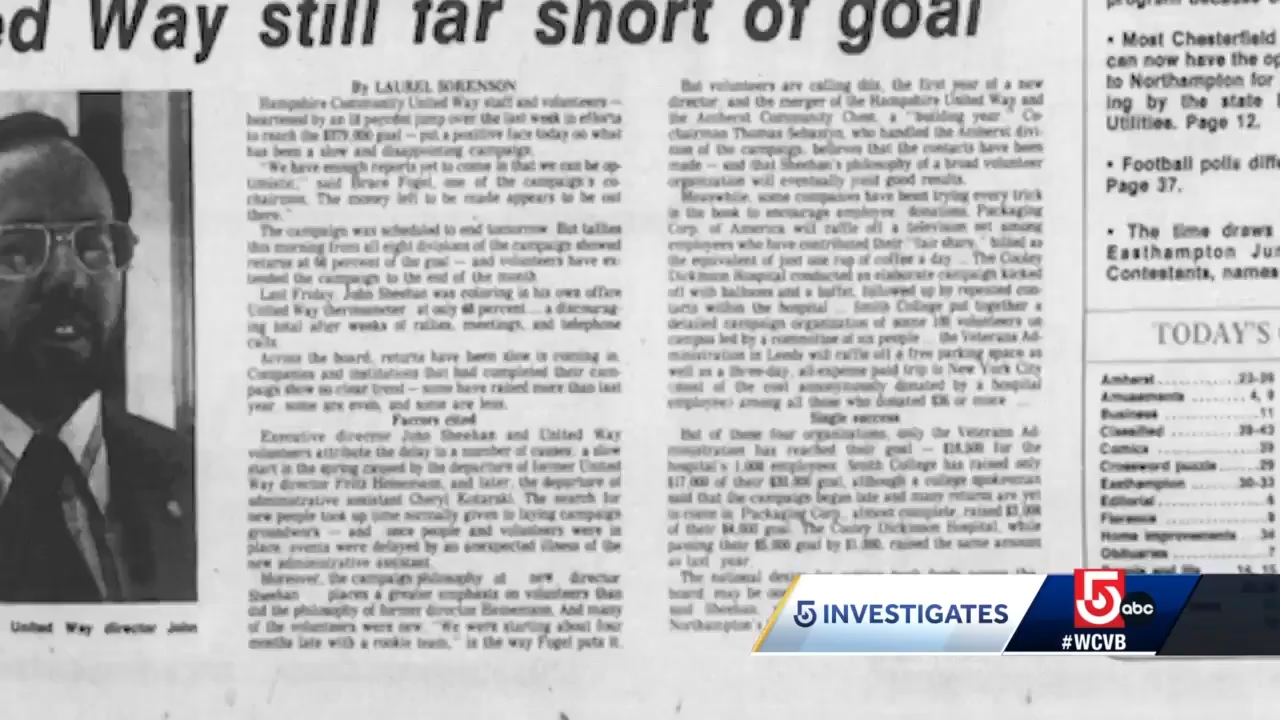 ed Way still far short of goal
United Way director John
By LAUREL SORENSON
Hampshire Community United Way staff and volunteers —
heartened by an 18 percent jump over the last week in efforts
to reach the goal — put a positive face today on what
has been a slow and disappointing campaign.
"We have enough reports yet to come in that we can be op-
timistic," said Bruce Fogel, one of the campaign's co-
chairmen. The money left to be made appears to be out
there."
The campaign was scheduled to end tomorrow. But tallies
this morning from all eight divisions of the campaign showed
returns at percent of the goal — and volunteers have ex-
tended the campaign to the end of the month.
Last Friday, John Sheehan was coloring in his own office
United Way thermometer at only percent ... a discourag-
ing total after weeks of rallies, meetings, and telephone
calls.
Across the board, returns have been slow in coming in.
Companies and institutions that had completed their cam-
paign show no clear trend — some have raised more than last
year, some are even, and some are less.
Factors cited
Executive director John Sheehan and United Way
volunteers attribute the delay to a number of causes: a slow
start in the spring caused by the departure of former United
Way director Fritz Heinemann, and later, the departure of
administrative assistant Cheryl The search for
new people took up time normally given to laying campaign
groundwork — and once people and volunteers were in
place, events were delayed by an unexpected illness of the
new administrative assistant.
Moreover, the campaign philosophy of new director
Sheehan places a greater emphasis on volunteers than
did the philosophy of former director Heinemann. And many
of the volunteers were new. "We were starting about four
months late with a rookie team," is the way Fogel puts it.
But volunteers are calling this, the first year of a new
director, and the merger of the Hampshire United Way and
the Amherst Community Chest, a "building year." Co-
chairman Thomas who handled the Amherst divi-
sion of the campaign, believes that the contacts have been
made — and that Sheehan's philosophy of a broad volunteer
organization will eventually yield good results.
Meanwhile, some companies have been trying every trick
in the book to encourage employee donations. Packaging
Corp. of America will raffle off a television set among
employees who have contributed their "fair share," billed as
the equivalent of just one cup of coffee a day ... The Cooley
Dickinson Hospital conducted an elaborate campaign kicked
off with balloons and a buffet, followed up by repeated con-
tacts within the hospital ... Smith College put together a
detailed campaign organization of some 100 volunteers on
campus led by a committee of six people ... the Veterans Ad-
ministration in Leeds will raffle off a free parking space as
well as a three-day, all-expense paid trip to New York City
(most of the cost anonymously donated by a hospital
employee) among all those who donated or more ...
Single success
But of these four organizations, only the Veterans Ad-
ministration has reached their goal — for the
hospital's 1,000 employees. Smith College has raised only
$17,000 of their goal, although a college spokesman
said that the campaign began late and many returns are yet
to come in. Packaging Corp., almost complete, raised
of their goal. The Cooley Dickinson Hospital, while
passing their goal by raised the same amount
as last year.
The national
board may be
and Sheehan,
Northampton's
• Most Chesterfield
can now have the op
to Northampton for
ing by the state
Utilities. Page 12.
• Football polls diffe
Page 37.
• The time draws
Easthampton Jun
Contestants, names
TODAY'S
Amherst 23-26
Amusements 4, 9
Business 11
Classified 39-43
Comics 39
Crossword puzzle 29
Easthampton 30-33
Editorial 6
Florence 8
Home improvements 34
Obituaries 7
5 INVESTIGATES
5 abc
#WCVB